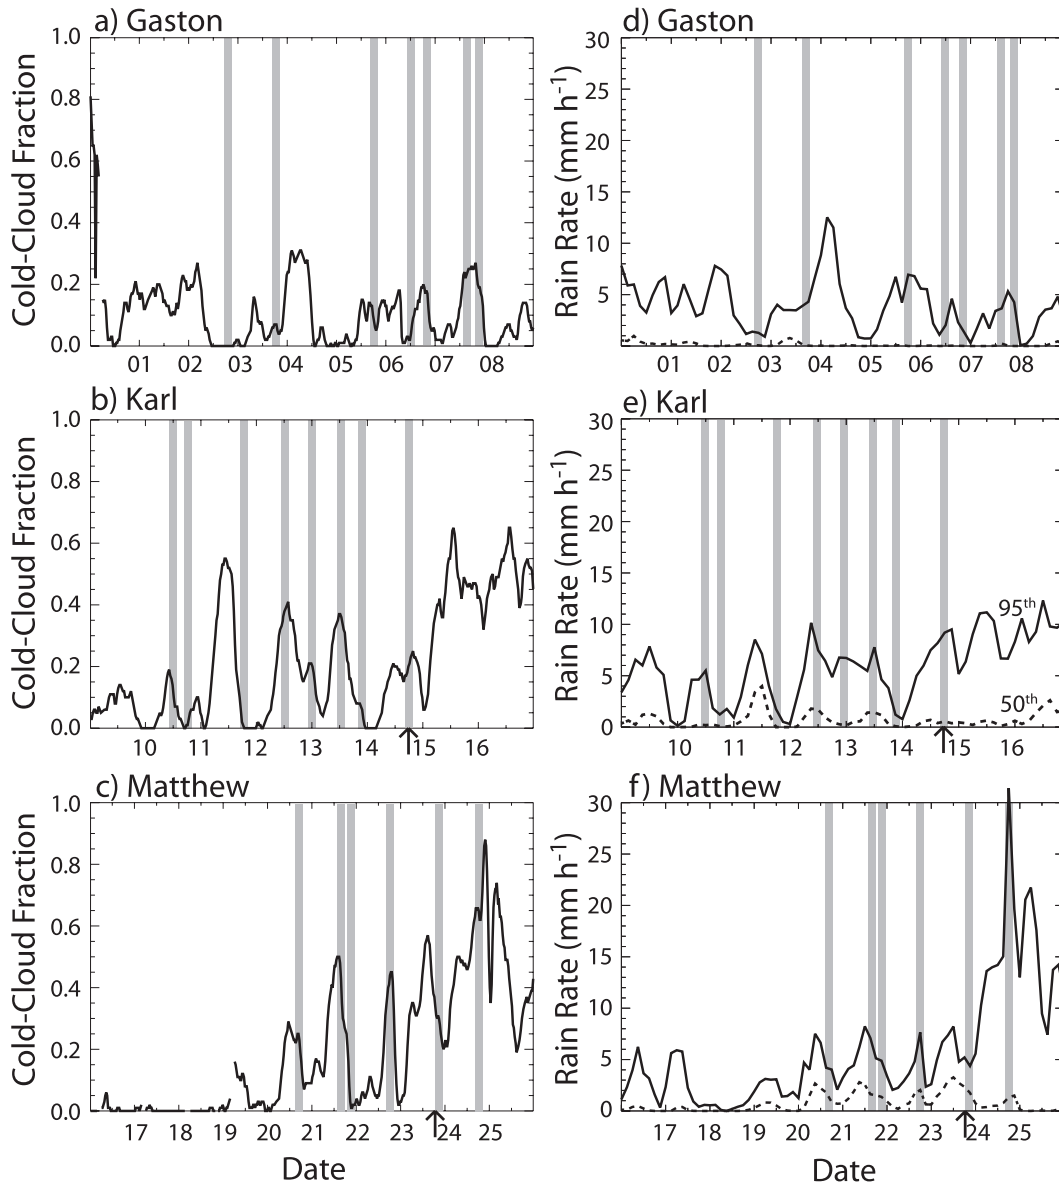 a) Gaston
Cold-Cloud Fraction
1.0
0.8
0.6
0.4
0.2
0.0
01 02 03 04 05 06 07 08
d) Gaston
Rain Rate (mm h-1)
30
25
20
15
10
5
01 02 03 04 05 06 07 08
b) Karl
Cold-Cloud Fraction
1.0
0.8
0.6
0.4
0.2
0.0
10 11 12 13 14 15 16
e) Karl
Rain Rate (mm h-1)
30
25
20
15
10
5
0
95th
50th
10 11 12 13 14 15 16
c) Matthew
Cold-Cloud Fraction
1.0
0.8
0.6
0.4
0.2
0.0
17 18 19 20 21 22 23 24 25
Date
f) Matthew
Rain Rate (mm h-1)
30
25
20
15
10
5
0
17 18 19 20 21 22 23 24 25
Date